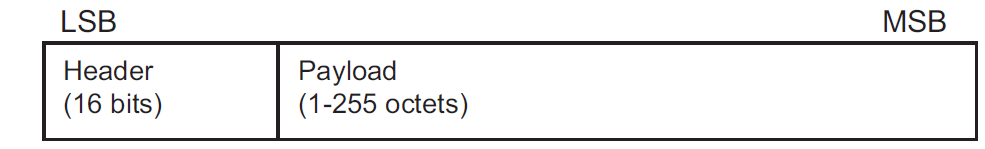 LSB MSB
Header Payload
(16 bits) (1-255 octets)